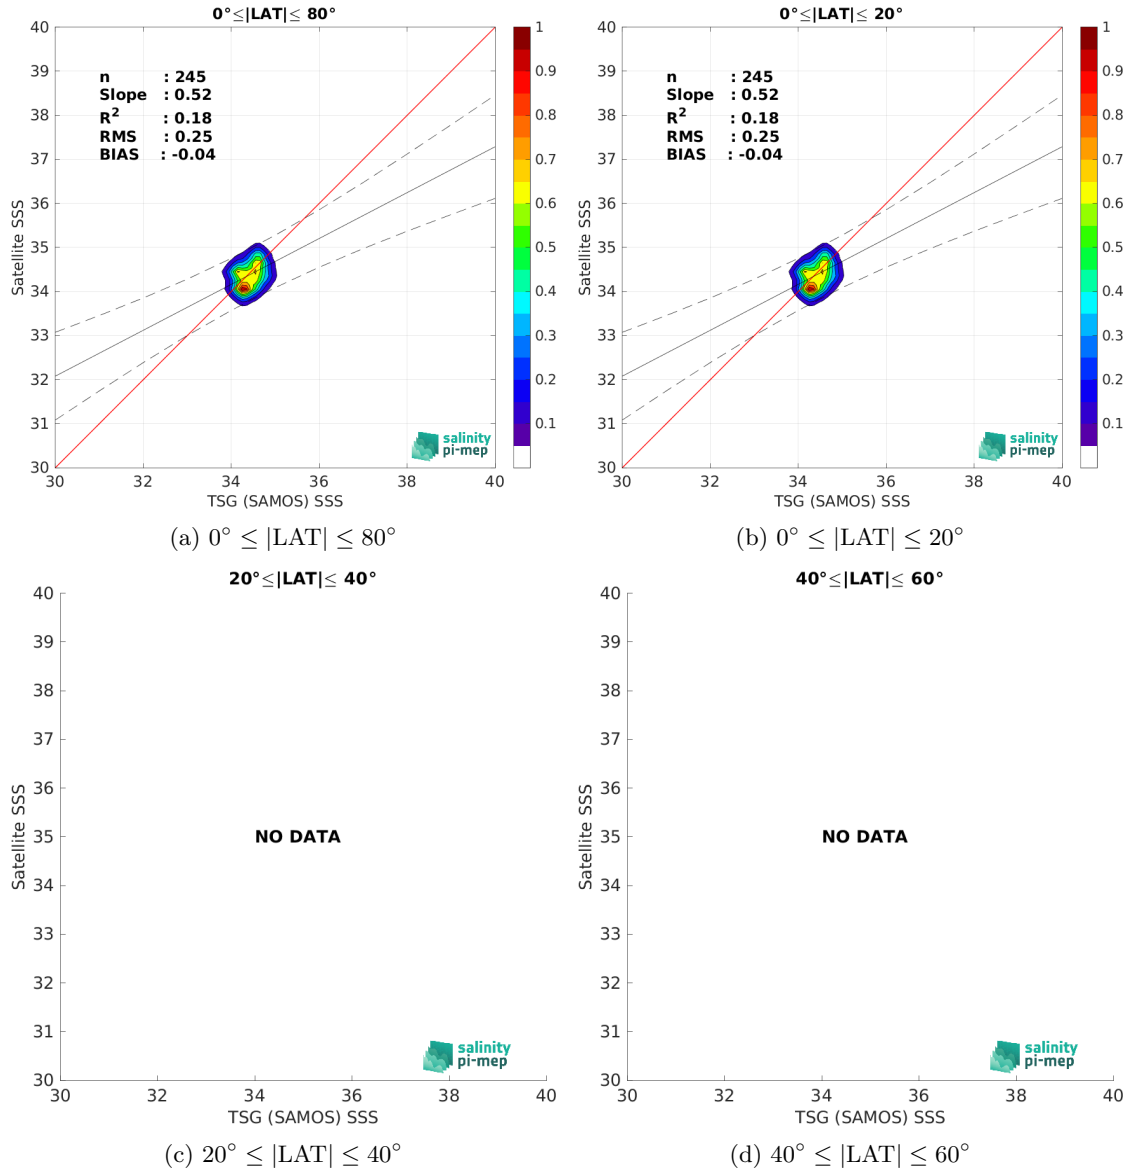 0°≤|LAT|≤ 80°
40
39
38
37
36
35
34
33
32
31
30
Satellite SSS
n : 245
Slope : 0.52
R² : 0.18
RMS : 0.25
BIAS : -0.04
salinity
pi-mep
30 32 34 36 38 40
TSG (SAMOS) SSS
1
0.9
0.8
0.7
0.6
0.5
0.4
0.3
0.2
0.1
(a) 0° ≤ |LAT| ≤ 80°
0°≤|LAT|≤ 20°
40
39
38
37
36
35
34
33
32
31
30
Satellite SSS
n : 245
Slope : 0.52
R² : 0.18
RMS : 0.25
BIAS : -0.04
salinity
pi-mep
30 32 34 36 38 40
TSG (SAMOS) SSS
1
0.9
0.8
0.7
0.6
0.5
0.4
0.3
0.2
0.1
(b) 0° ≤ |LAT| ≤ 20°
20°≤|LAT|≤ 40°
40
39
38
37
36
35
34
33
32
31
30
Satellite SSS
NO DATA
salinity
pi-mep
30 32 34 36 38 40
TSG (SAMOS) SSS
(c) 20° ≤ |LAT| ≤ 40°
40°≤|LAT|≤ 60°
40
39
38
37
36
35
34
33
32
31
30
Satellite SSS
NO DATA
salinity
pi-mep
30 32 34 36 38 40
TSG (SAMOS) SSS
(d) 40° ≤ |LAT| ≤ 60°